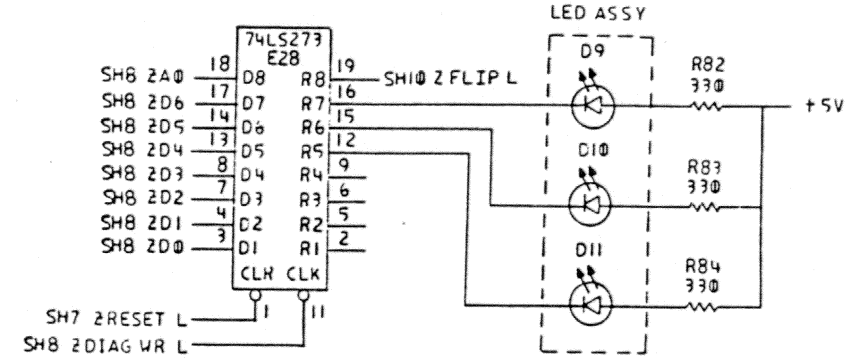 LED ASSY
74LS273
E28
D9
R82
330
SH8 2A0 18 D8 R8 19 SH10 2 FLIP L
SH8 2D6 17 D7 R7 16
+5V
SH8 2D5 14 D6 R6 15
SH8 2D4 13 D5 R5 12
D10
R83
330
SH8 2D3 8 D4 R4 9
SH8 2D2 7 D3 R3 6
SH8 2D1 4 D2 R2 5
SH8 2D0 3 D1 R1 2
D11
R84
330
CLR CLK
SH7 2RESET L 1 11
SH8 2DIAG WR L